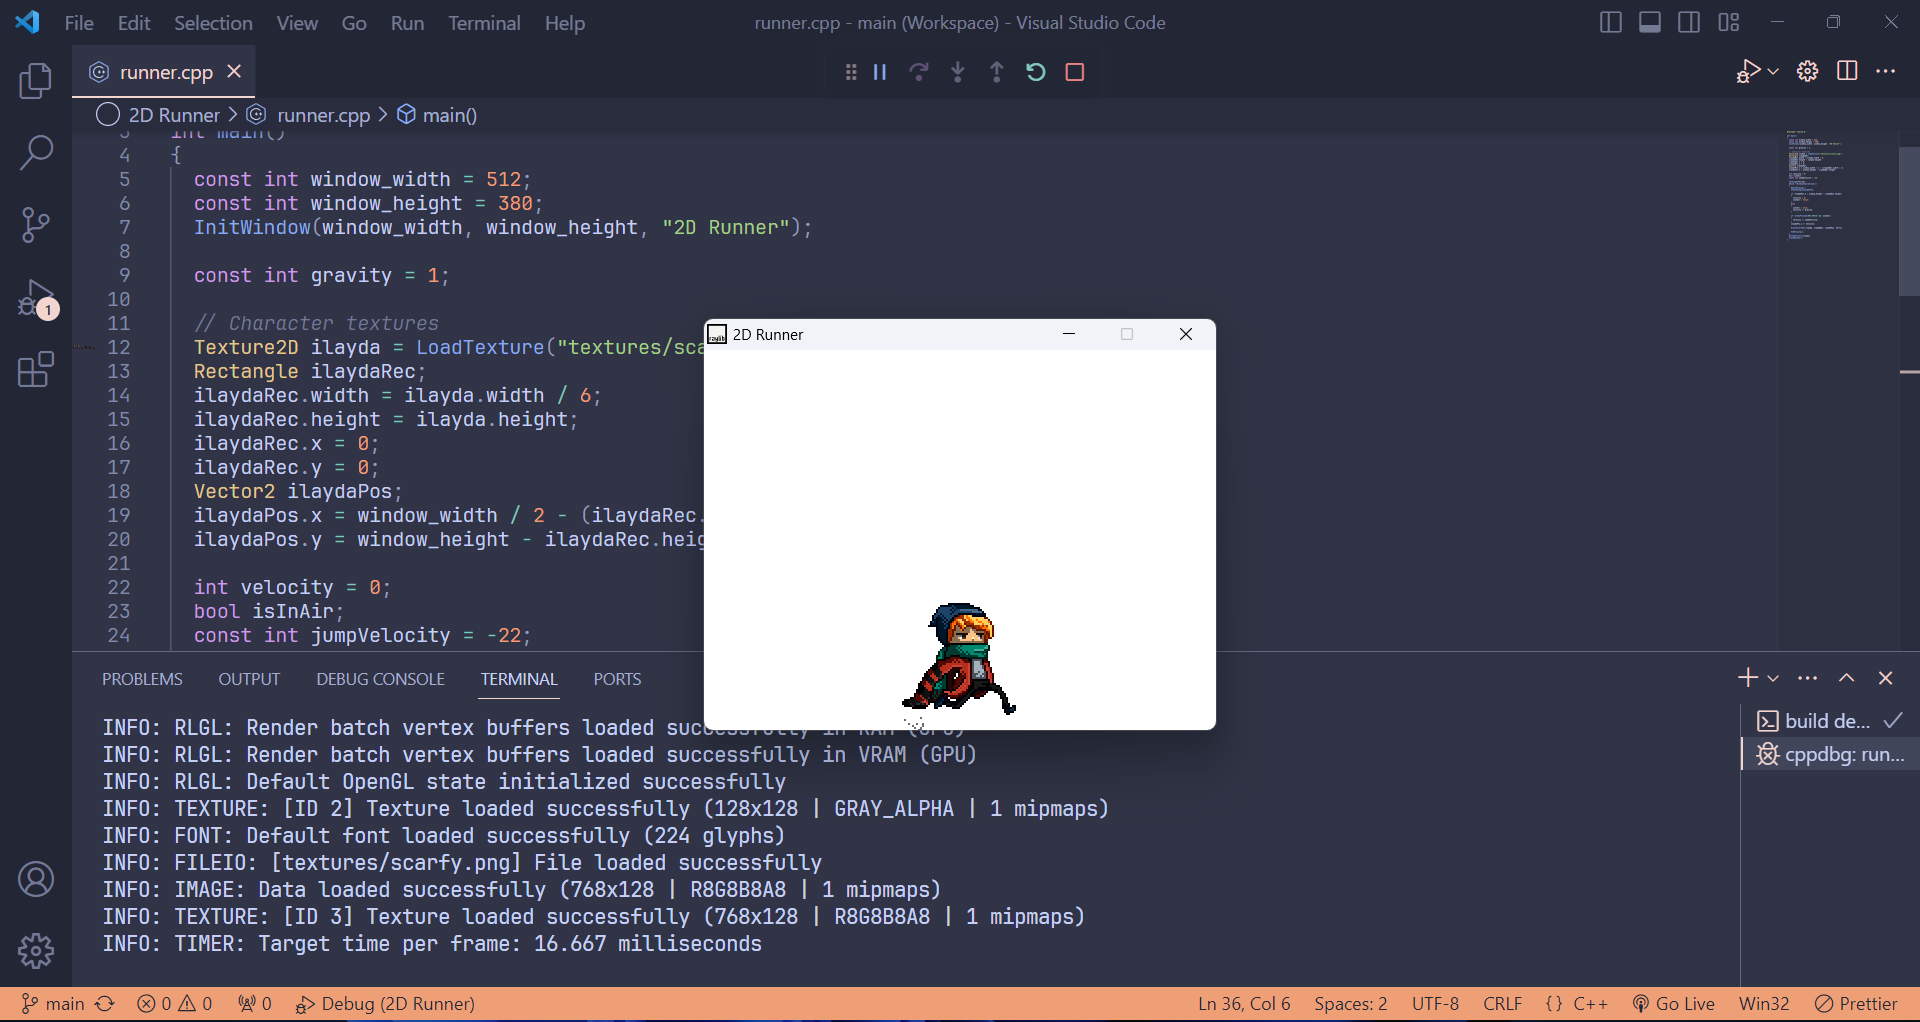 File Edit Selection View Go Run Terminal Help
runner.cpp - main (Workspace) - Visual Studio Code
runner.cpp
2D Runner > runner.cpp > main()
3 int main()
4 {
5 const int window_width = 512;
6 const int window_height = 380;
7 InitWindow(window_width, window_height, "2D Runner");
8
9 const int gravity = 1;
10
11 // Character textures
12 Texture2D ilayda = LoadTexture("textures/sca
13 Rectangle ilaydaRec;
14 ilaydaRec.width = ilayda.width / 6;
15 ilaydaRec.height = ilayda.height;
16 ilaydaRec.x = 0;
17 ilaydaRec.y = 0;
18 Vector2 ilaydaPos;
19 ilaydaPos.x = window_width / 2 - (ilaydaRec.
20 ilaydaPos.y = window_height - ilaydaRec.heig
21
22 int velocity = 0;
23 bool isInAir;
24 const int jumpVelocity = -22;
1
raylib 2D Runner
PROBLEMS OUTPUT DEBUG CONSOLE TERMINAL PORTS
INFO: RLGL: Render batch vertex buffers loaded successfully in RAM (CPU)
INFO: RLGL: Render batch vertex buffers loaded successfully in VRAM (GPU)
INFO: RLGL: Default OpenGL state initialized successfully
INFO: TEXTURE: [ID 2] Texture loaded successfully (128x128 | GRAY_ALPHA | 1 mipmaps)
INFO: FONT: Default font loaded successfully (224 glyphs)
INFO: FILEIO: [textures/scarfy.png] File loaded successfully
INFO: IMAGE: Data loaded successfully (768x128 | R8G8B8A8 | 1 mipmaps)
INFO: TEXTURE: [ID 3] Texture loaded successfully (768x128 | R8G8B8A8 | 1 mipmaps)
INFO: TIMER: Target time per frame: 16.667 milliseconds
build de...
cppdbg: run...
main 0 0 0 Debug (2D Runner)
Ln 36, Col 6 Spaces: 2 UTF-8 CRLF {} C++ Go Live Win32 Prettier